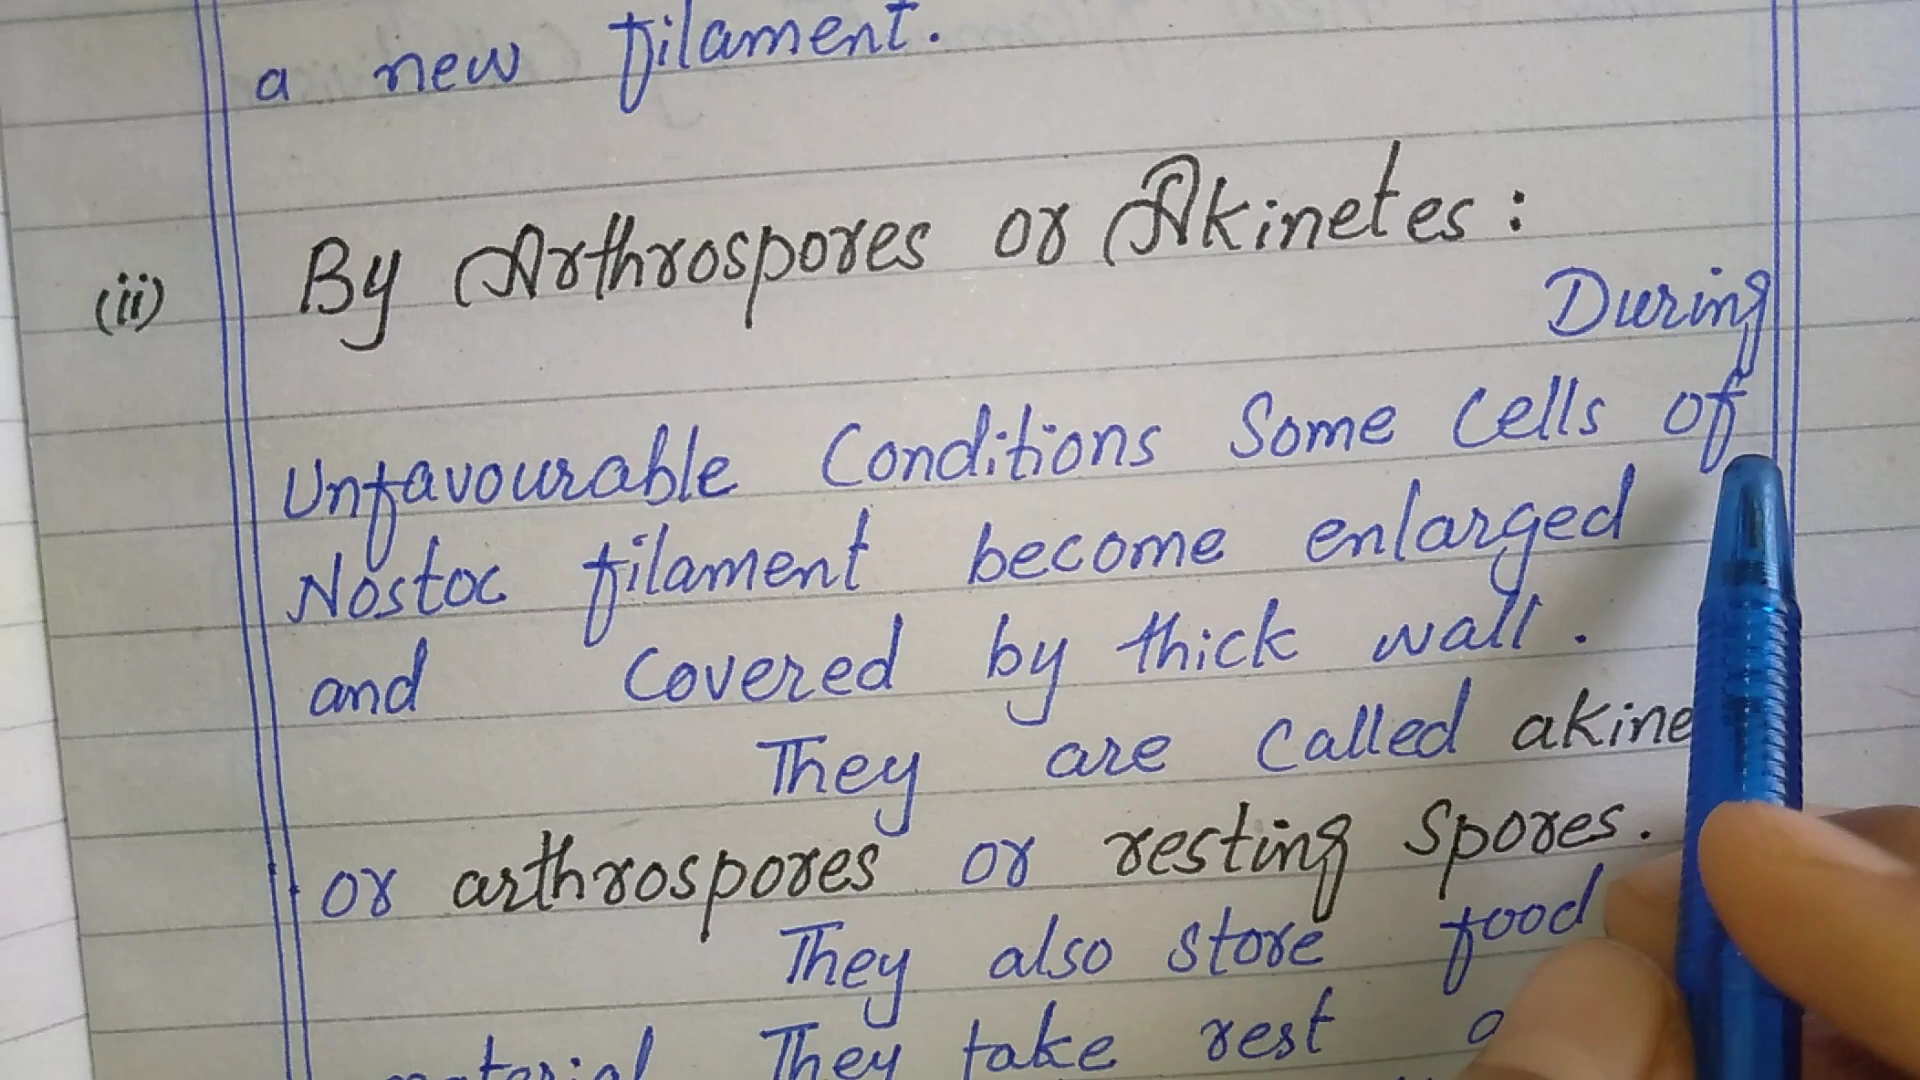 a new filament.
(ii) By Arthrospores or Akinetes :
During
Unfavourable Conditions Some Cells of
Nostoc filament become enlarged
and Covered by thick wall.
They are Called akine
or arthrospores or resting Spores.
They also store food
material They take rest a